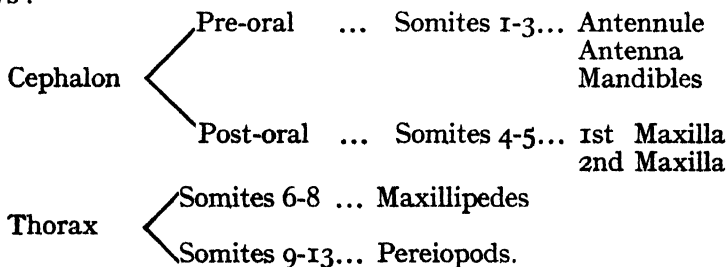 Pre-oral ... Somites 1-3... Antennule
Antenna
Cephalon Mandibles
Post-oral ... Somites 4-5... 1st Maxilla
2nd Maxilla
Somites 6-8 ... Maxillipedes
Thorax
Somites 9-13... Pereiopods.